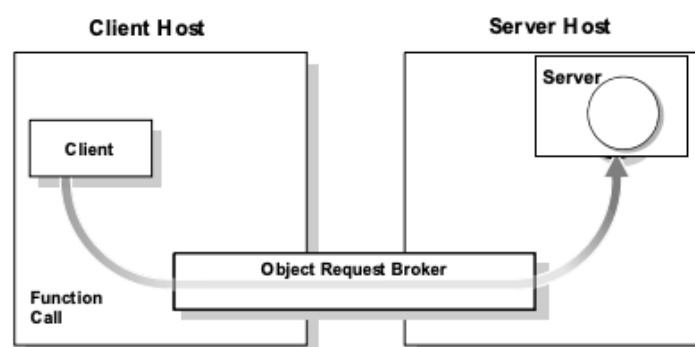 Client Host
Server Host
Server
Client
Object Request Broker
Function
Call